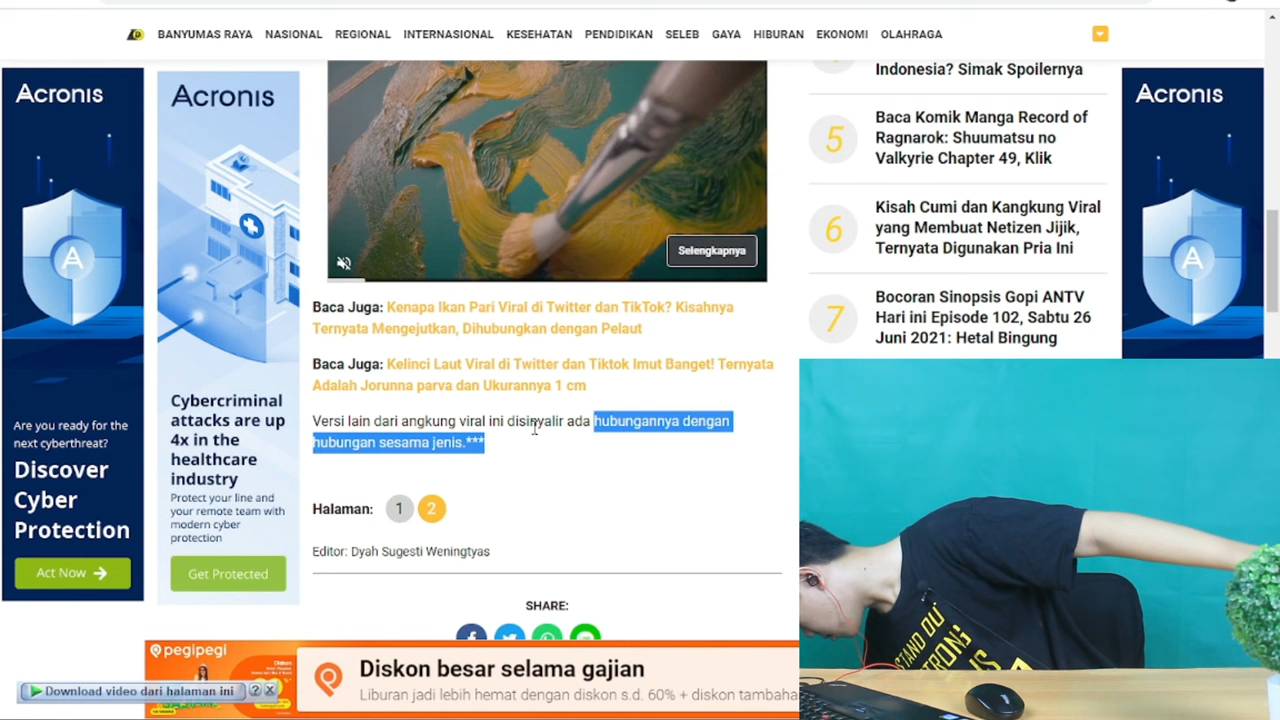 BANYUMAS RAYA NASIONAL REGIONAL INTERNASIONAL KESEHATAN PENDIDIKAN SELEB GAYA HIBURAN EKONOMI OLAHRAGA
Acronis
Are you ready for the
next cyberthreat?
Discover
Cyber
Protection
Act Now
Acronis
Cybercriminal
attacks are up
4x in the
healthcare
industry
Protect your line and
your remote team with
modern cyber
protection
Get Protected
Selengkapnya
Baca Juga: Kenapa Ikan Pari Viral di Twitter dan TikTok? Kisahnya
Ternyata Mengejutkan, Dihubungkan dengan Pelaut
Baca Juga: Kelinci Laut Viral di Twitter dan Tiktok Imut Banget! Ternyata
Adalah Jorunna parva dan Ukurannya 1 cm
Versi lain dari angkung viral ini disinyalir ada hubungannya dengan
hubungan sesama jenis.***
Halaman: 1 2
Editor: Dyah Sugesti Weningtyas
SHARE:
Indonesia? Simak Spoilernya
5
Baca Komik Manga Record of
Ragnarok: Shuumatsu no
Valkyrie Chapter 49, Klik
6
Kisah Cumi dan Kangkung Viral
yang Membuat Netizen Jijik,
Ternyata Digunakan Pria Ini
7
Bocoran Sinopsis Gopi ANTV
Hari ini Episode 102, Sabtu 26
Juni 2021: Hetal Bingung
Acronis
pegipegi
Diskon besar selama gajian
Liburan jadi lebih hemat dengan diskon s.d. 60% + diskon tambaha
Download video dari halaman ini